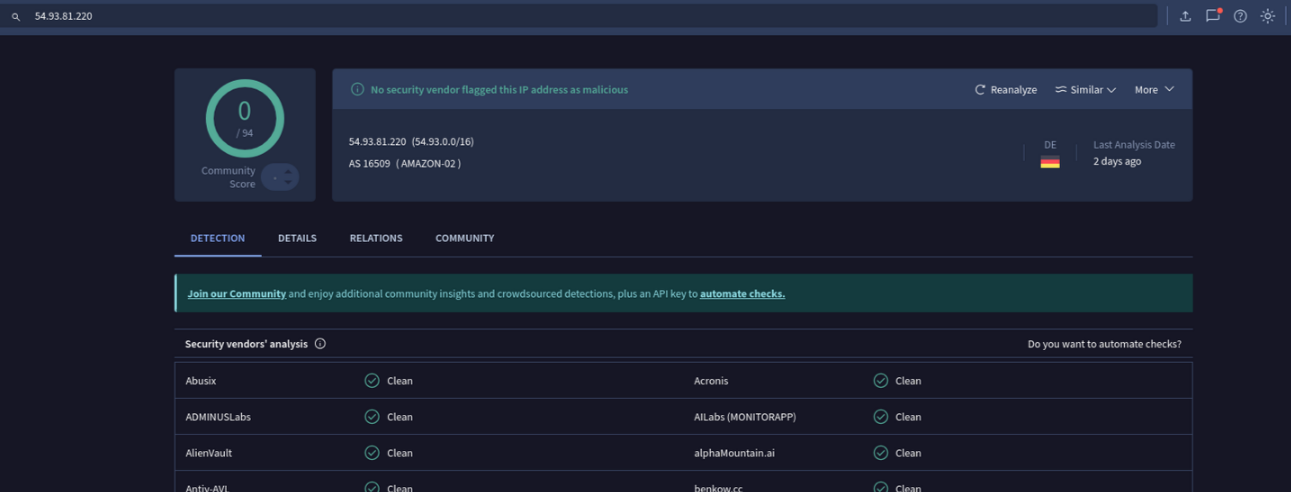 54.93.81.220
0
/ 94
Community
Score
-
No security vendor flagged this IP address as malicious
Reanalyze
Similar
More
54.93.81.220 (54.93.0.0/16)
AS 16509 ( AMAZON-02 )
DE
Last Analysis Date
2 days ago
DETECTION DETAILS RELATIONS COMMUNITY
Join our Community and enjoy additional community insights and crowdsourced detections, plus an API key to automate checks.
Security vendors' analysis
Do you want to automate checks?
Abusix Clean Acronis Clean
ADMINUSLabs Clean AILabs (MONITORAPP) Clean
AlienVault Clean alphaMountain.ai Clean
Antiy-AVL Clean benkow.cc Clean